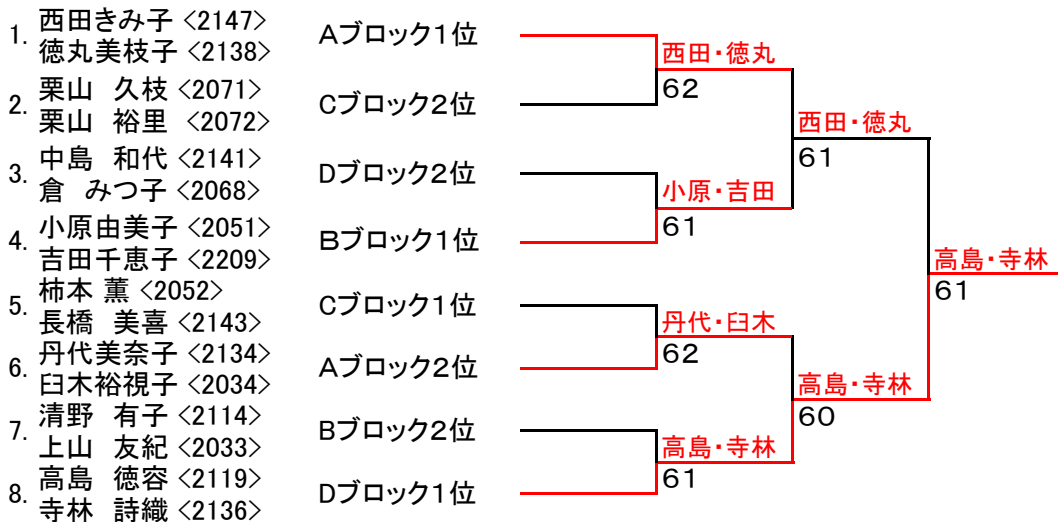 1. 西田きみ子 <2147>
徳丸美枝子 <2138>
Aブロック1位
2. 栗山 久枝 <2071>
栗山 裕里 <2072>
Cブロック2位
3. 中島 和代 <2141>
倉 みつ子 <2068>
Dブロック2位
4. 小原由美子 <2051>
吉田千恵子 <2209>
Bブロック1位
5. 柿本 薫 <2052>
長橋 美喜 <2143>
Cブロック1位
6. 丹代美奈子 <2134>
臼木裕視子 <2034>
Aブロック2位
7. 清野 有子 <2114>
上山 友紀 <2033>
Bブロック2位
8. 高島 徳容 <2119>
寺林 詩織 <2136>
Dブロック1位
西田・徳丸
62
小原・吉田
61
丹代・臼木
62
高島・寺林
61
西田・徳丸
61
高島・寺林
60
高島・寺林
61